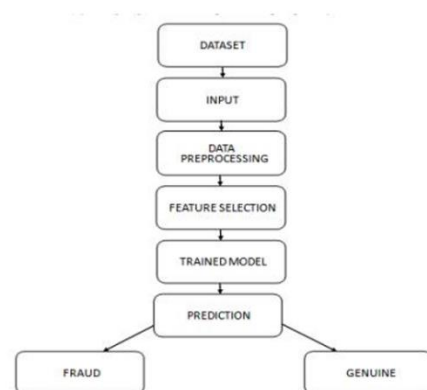 DATASET
INPUT
DATA
PREPROCESSING
FEATURE SELECTION
TRAINED MODEL
PREDICTION
FRAUD
GENUINE